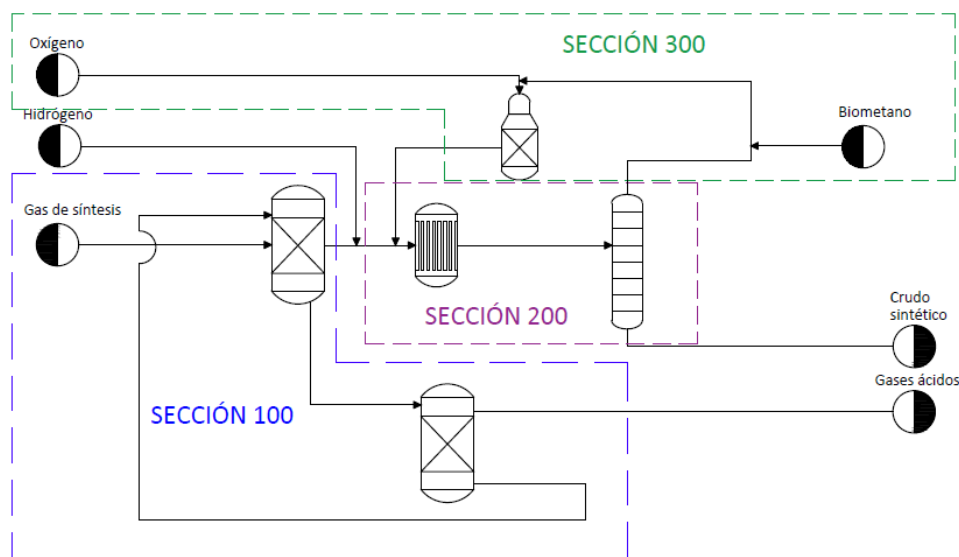 SECCIÓN 300
Oxígeno
Hidrógeno
Biometano
Gas de síntesis
SECCIÓN 200
Crudo
sintético
Gases ácidos
SECCIÓN 100